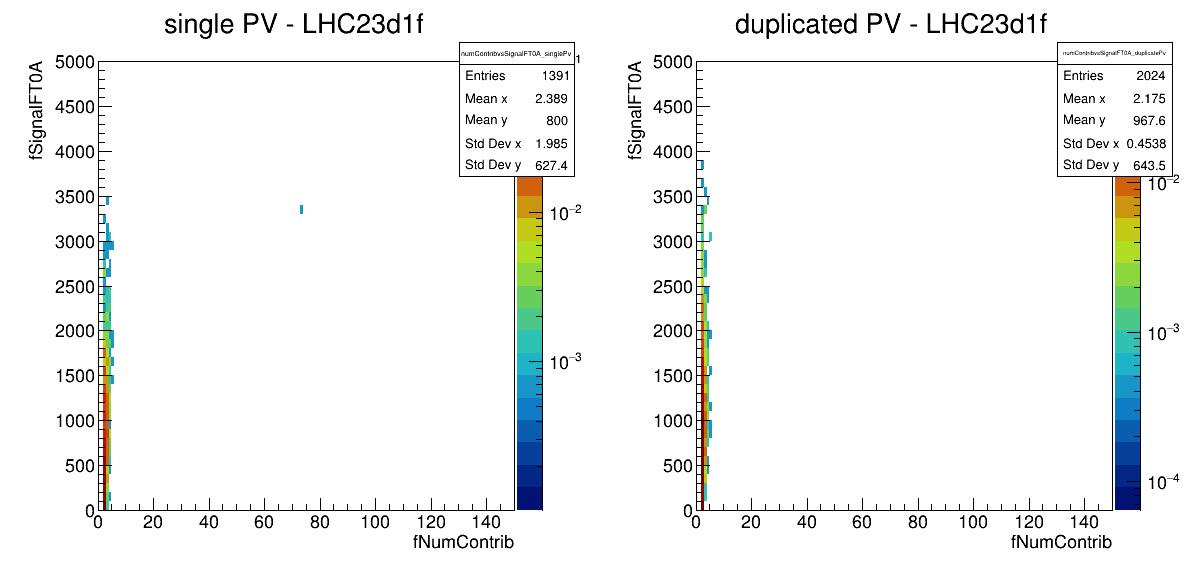 single PV - LHC23d1f
numContribvsSignalFT0A_singlePv
Entries 1391
Mean x 2.389
Mean y 800
Std Dev x 1.985
Std Dev y 627.4
fSignalFT0A
5000
4500
4000
3500
3000
2500
2000
1500
1000
500
0
0 20 40 60 80 100 120 140
fNumContrib
1
10−2
10−3
duplicated PV - LHC23d1f
numContribvsSignalFT0A_duplicatePv
Entries 2024
Mean x 2.175
Mean y 967.6
Std Dev x 0.4538
Std Dev y 643.5
fSignalFT0A
5000
4500
4000
3500
3000
2500
2000
1500
1000
500
0
0 20 40 60 80 100 120 140
fNumContrib
10−2
10−3
10−4